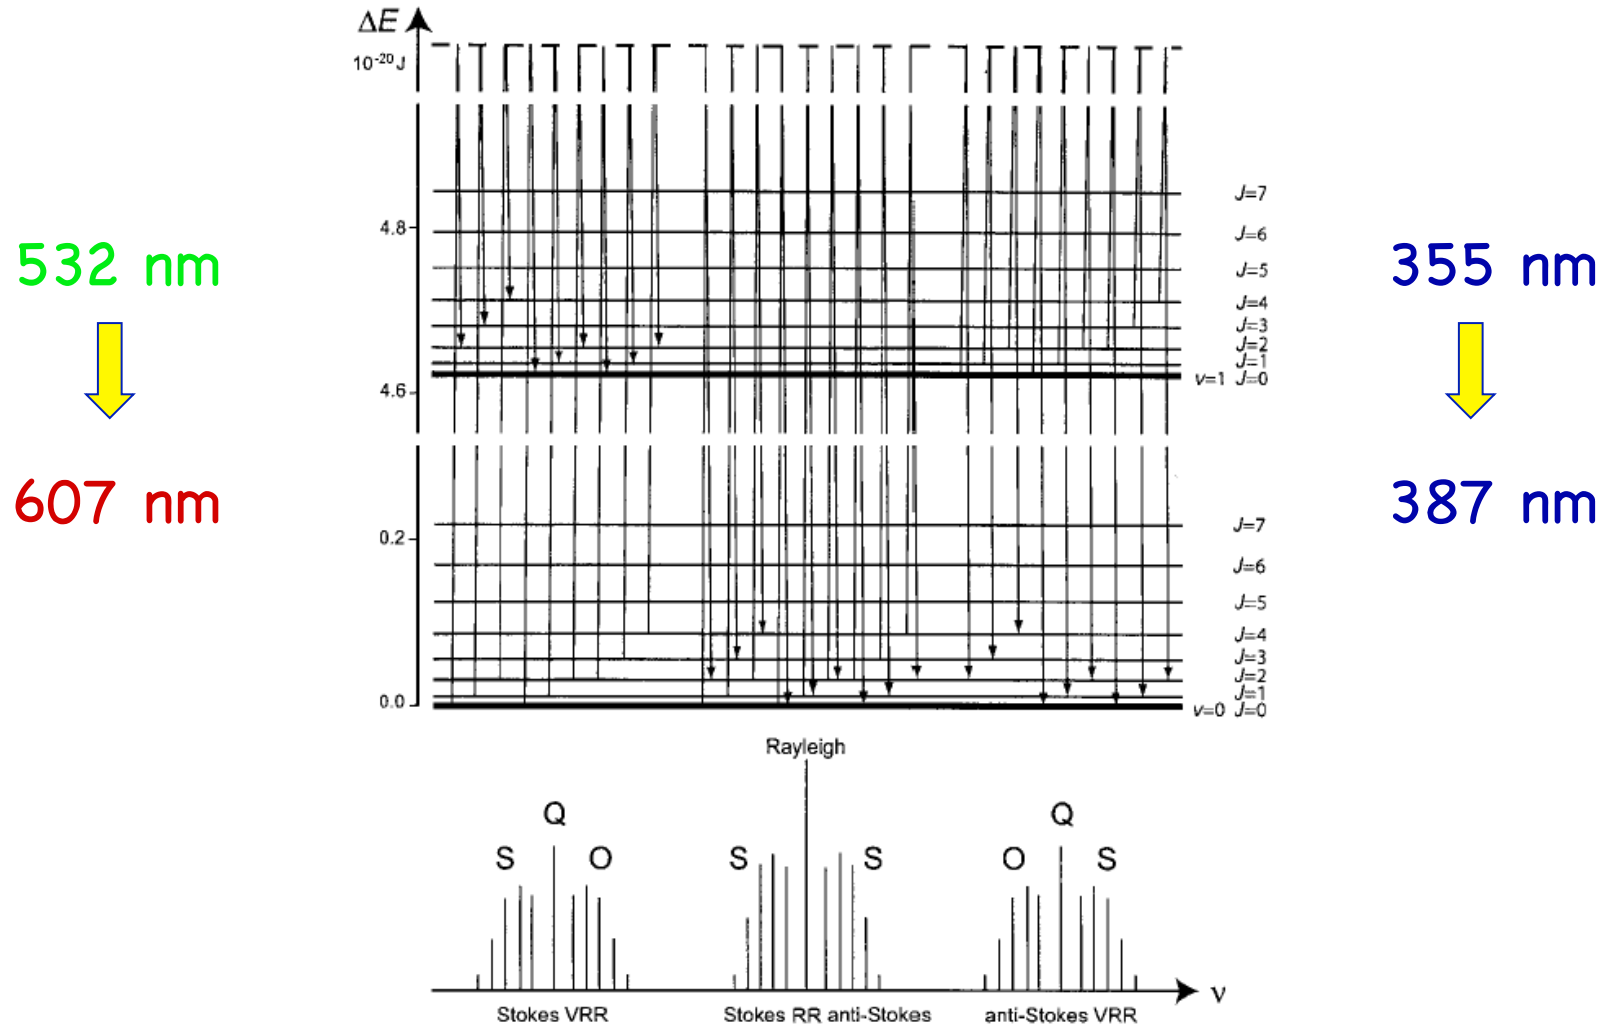 ΔE
10⁻²⁰J
J=7
4.8
J=6
J=5
J=4
J=3
J=2
J=1
v=1 J=0
4.6
532 nm
607 nm
355 nm
387 nm
J=7
0.2
J=6
J=5
J=4
J=3
J=2
J=1
0.0
v=0 J=0
Rayleigh
Q Q
S O S S O S
ν
Stokes VRR Stokes RR anti-Stokes anti-Stokes VRR